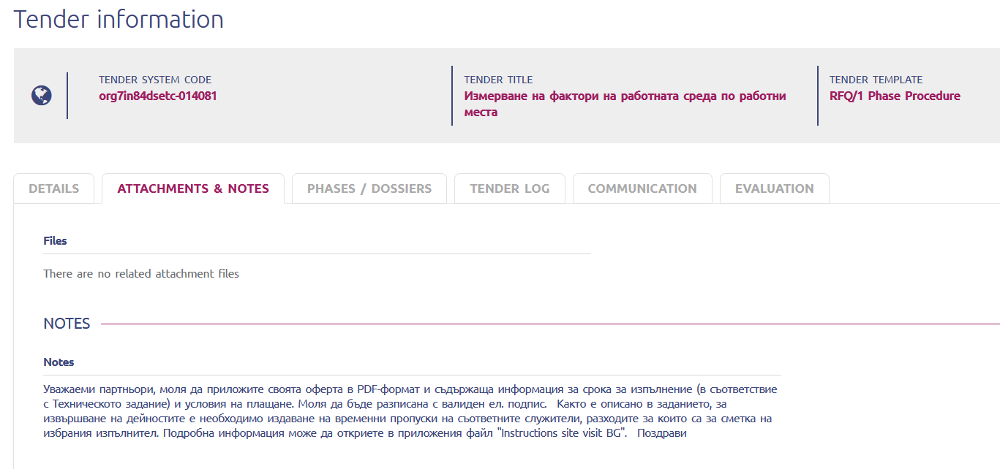 Tender information
TENDER SYSTEM CODE
org7in84dsetc-014081
TENDER TITLE
Измерване на фактори на работната среда по работни
места
TENDER TEMPLATE
RFQ/1 Phase Procedure
DETAILS
ATTACHMENTS & NOTES
PHASES / DOSSIERS
TENDER LOG
COMMUNICATION
EVALUATION
Files
There are no related attachment files
NOTES
Notes
Уважаеми партньори, моля да приложите своята оферта в PDF-формат и съдържаща информация за срока за изпълнение (в съответствие
с Техническото задание) и условия на плащане. Моля да бъде разписана с валиден ел. подпис. Както е описано в заданието, за
извършване на дейностите е необходимо издаване на временни пропуски на съответните служители, разходите за които са за сметка на
избрания изпълнител. Подробна информация може да откриете в приложения файл "Instructions site visit BG". Поздрави